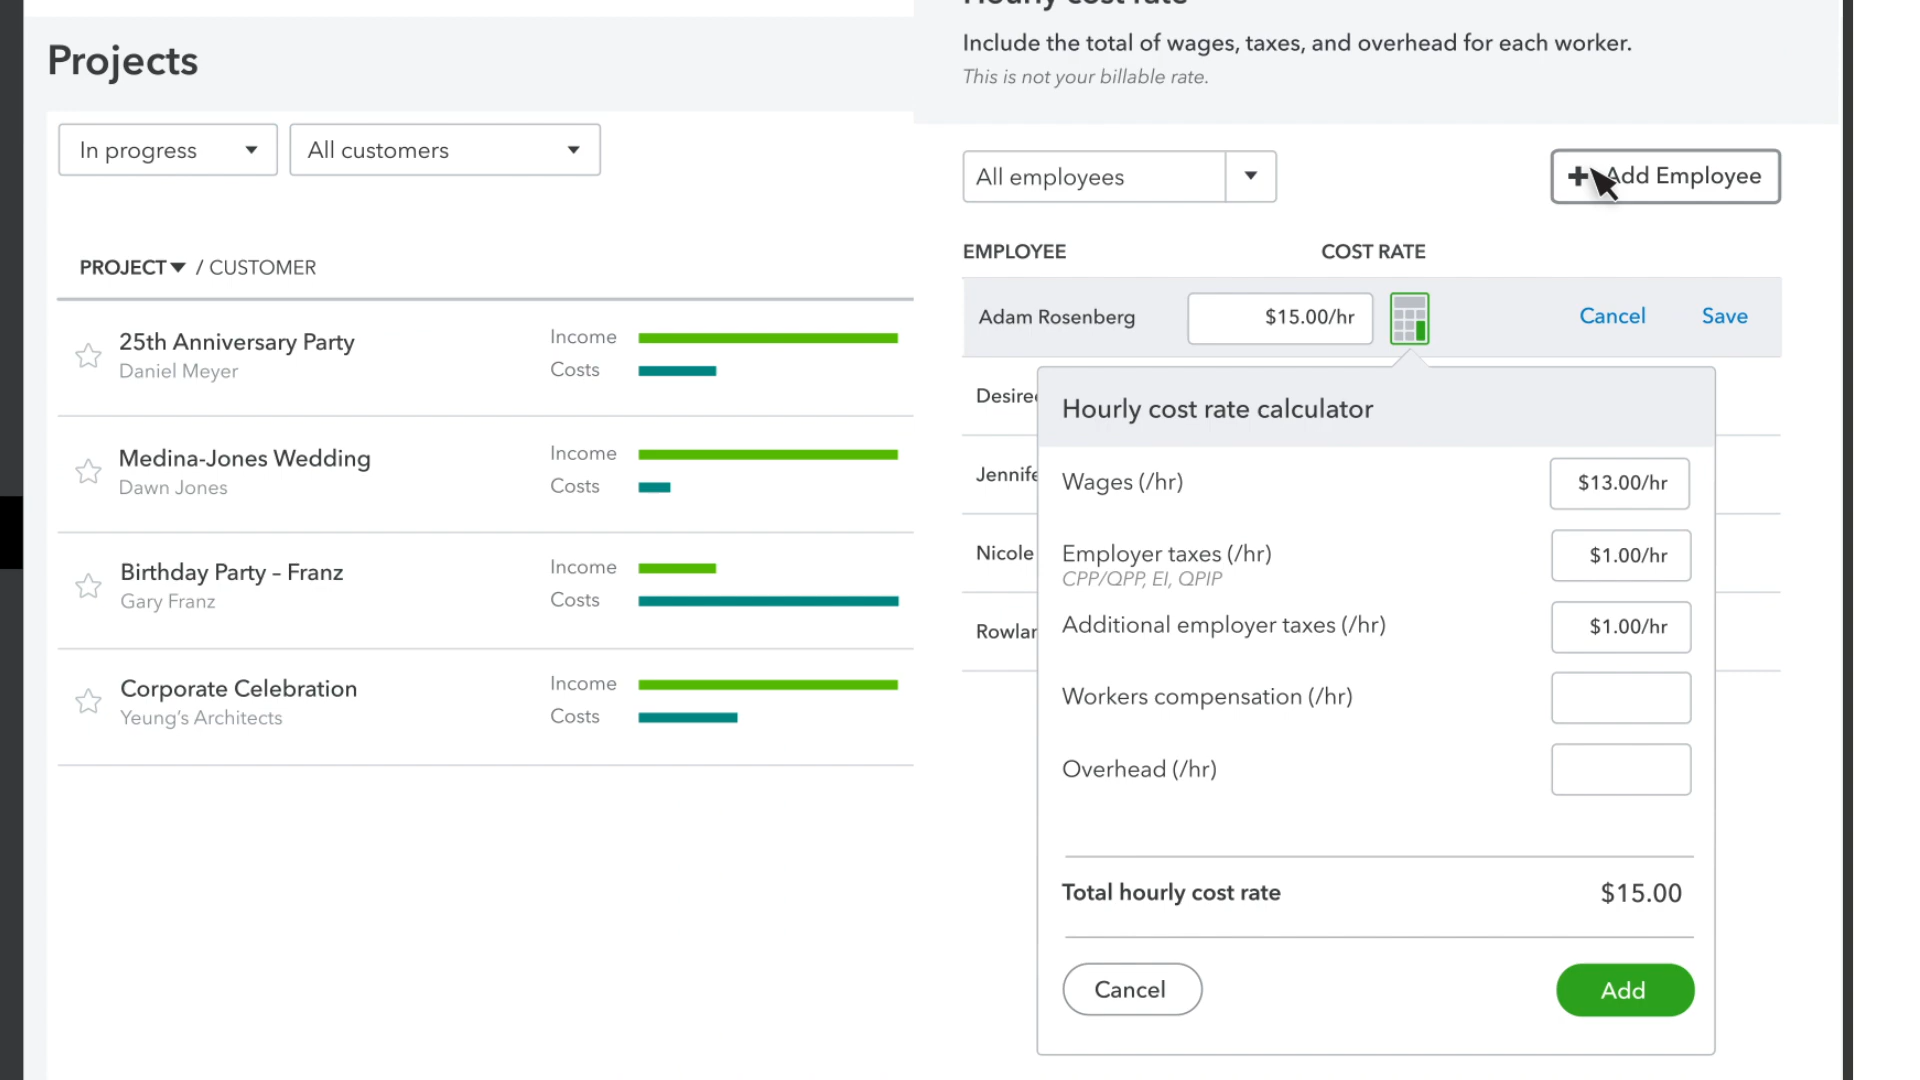 Projects
In progress
All customers
PROJECT / CUSTOMER
25th Anniversary Party
Daniel Meyer
Income
Costs
Medina-Jones Wedding
Dawn Jones
Income
Costs
Birthday Party – Franz
Gary Franz
Income
Costs
Corporate Celebration
Yeung’s Architects
Income
Costs
Hourly cost rate
Include the total of wages, taxes, and overhead for each worker.
This is not your billable rate.
All employees
Add Employee
EMPLOYEE
COST RATE
Adam Rosenberg
$15.00/hr
Cancel
Save
Nicole
Hourly cost rate calculator
Wages (/hr)
$13.00/hr
Employer taxes (/hr)
$1.00/hr
CPP/QPP, EI, QPIP
Additional employer taxes (/hr)
$1.00/hr
Workers compensation (/hr)
Overhead (/hr)
Total hourly cost rate
$15.00
Cancel
Add